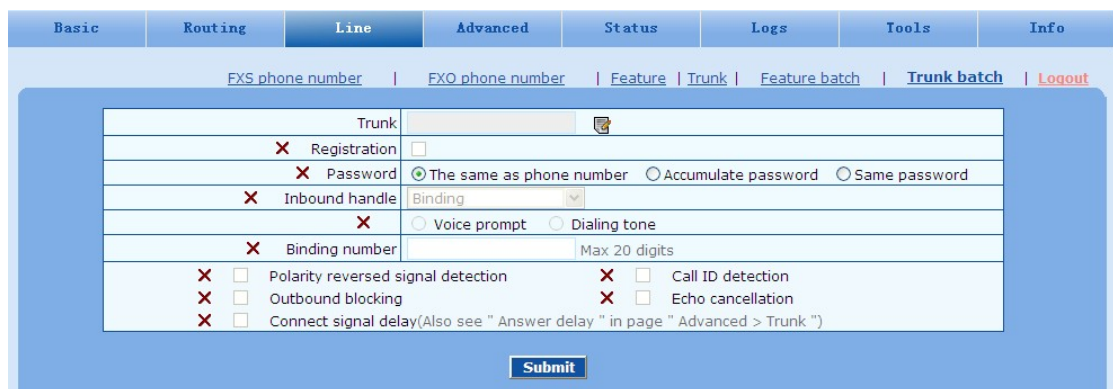 Basic Routing Line Advanced Status Logs Tools Info
FXS phone number | FXO phone number | Feature | Trunk | Feature batch | Trunk batch | Logout
Trunk
Registration
Password The same as phone number Accumulate password Same password
Inbound handle Binding
Voice prompt Dialing tone
Binding number Max 20 digits
Polarity reversed signal detection Call ID detection
Outbound blocking Echo cancellation
Connect signal delay(Also see " Answer delay " in page " Advanced > Trunk ")
Submit